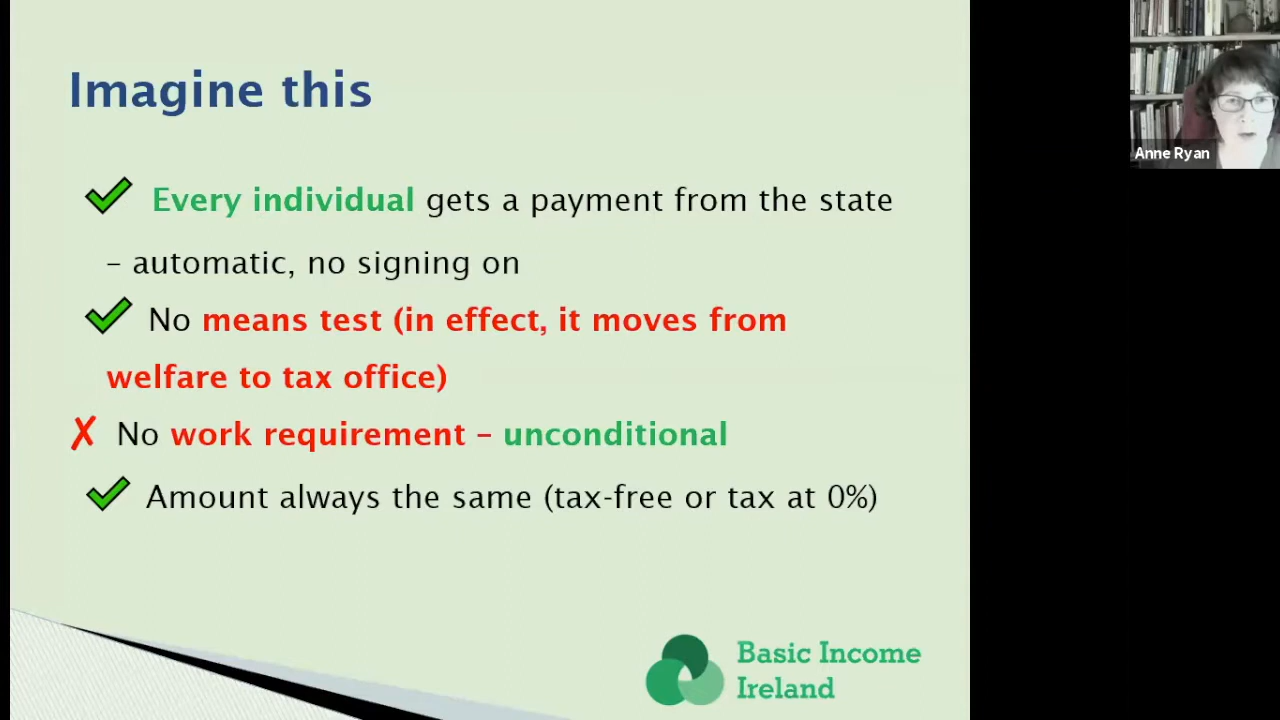 Imagine this
Every individual gets a payment from the state
– automatic, no signing on
No means test (in effect, it moves from
welfare to tax office)
No work requirement – unconditional
Amount always the same (tax-free or tax at 0%)
Basic Income
Ireland
Anne Ryan